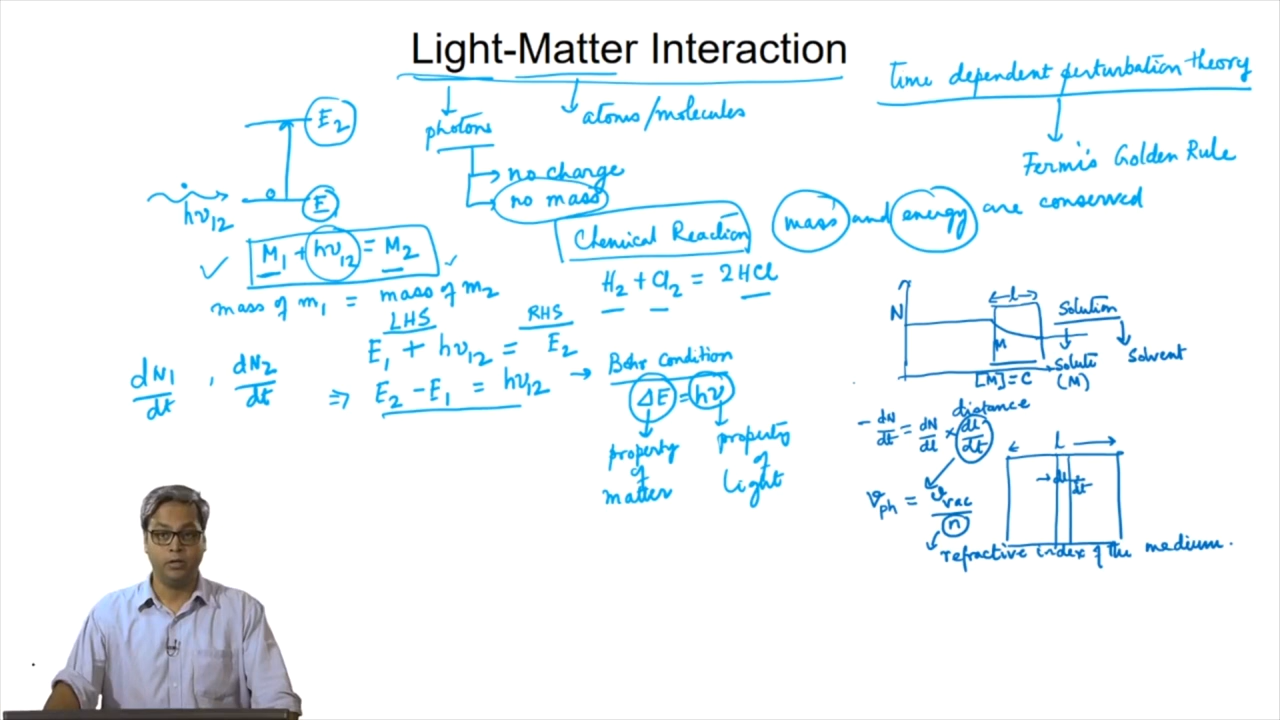 Light-Matter Interaction
Time dependent perturbation theory
Fermi's Golden Rule
photons
atoms/molecules
no charge
no mass
E₂
E
hν₁₂
M₁ + hν₁₂ = M₂
mass of m₁ = mass of m₂
Chemical Reaction
mass and energy are conserved
H₂ + Cl₂ = 2HCl
LHS
RHS
E₁ + hν₁₂ = E₂
dN₁/dt , dN₂/dt ⇒ E₂ - E₁ = hν₁₂ →
Bohr Condition
ΔE = hν
property of matter
property of light
N
l
M
[M] = C
distance
Solution
Solute (M)
Solvent
-dN/dt = dN/dl × dl/dt
v_ph = v_vac/n
refractive index of the medium.
L
→ dl
dt